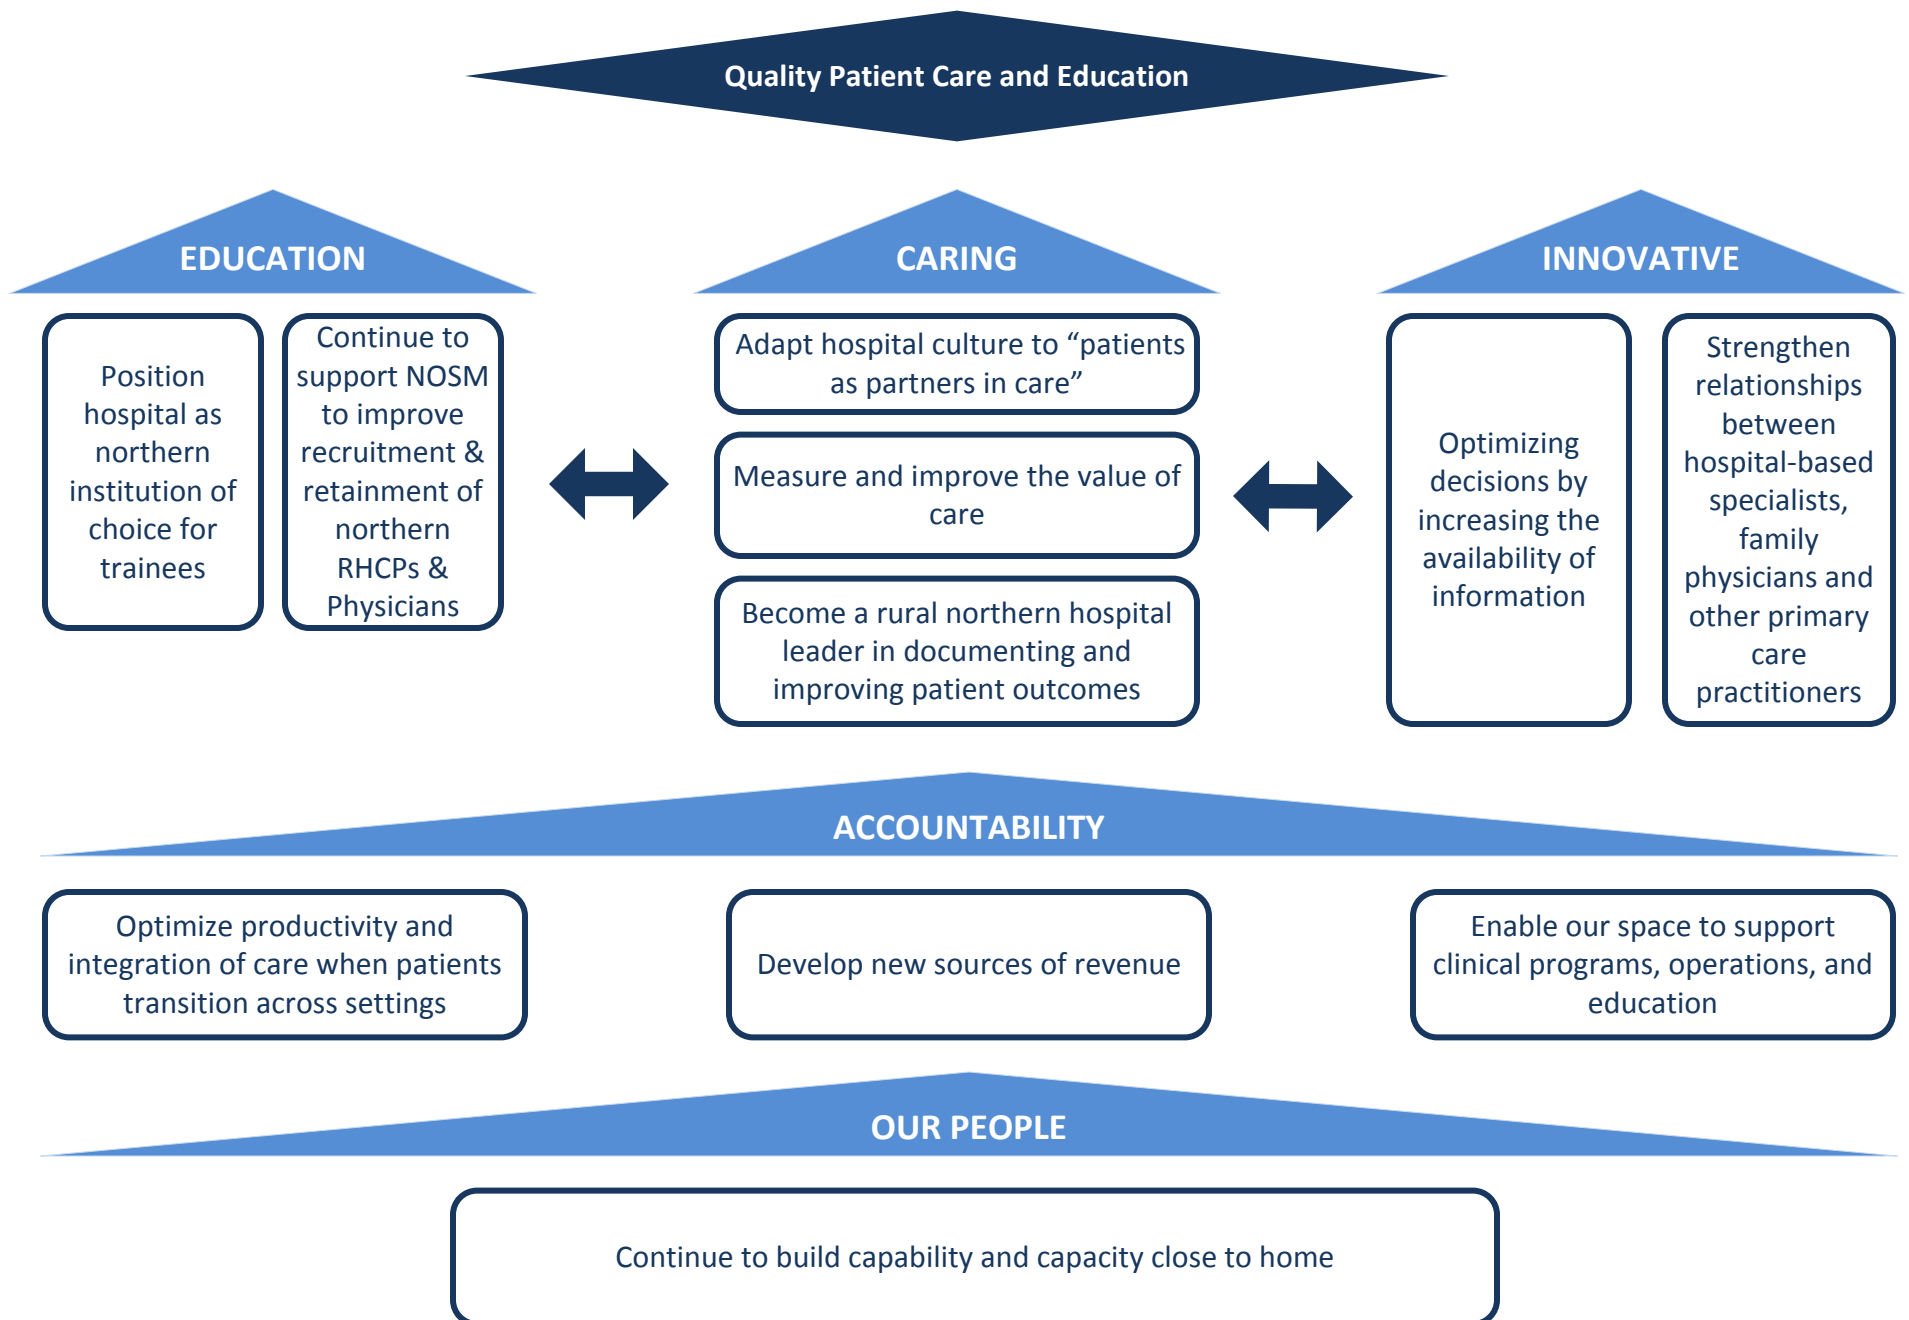 Quality Patient Care and Education
EDUCATION
Position
hospital as
northern
institution of
choice for
trainees
Continue to
support NOSM
to improve
recruitment &
retainment of
northern
RHCPs &
Physicians
CARING
Adapt hospital culture to “patients
as partners in care”
Measure and improve the value of
care
Become a rural northern hospital
leader in documenting and
improving patient outcomes
INNOVATIVE
Optimizing
decisions by
increasing the
availability of
information
Strengthen
relationships
between
hospital-based
specialists,
family
physicians and
other primary
care
practitioners
ACCOUNTABILITY
Optimize productivity and
integration of care when patients
transition across settings
Develop new sources of revenue
Enable our space to support
clinical programs, operations, and
education
OUR PEOPLE
Continue to build capability and capacity close to home